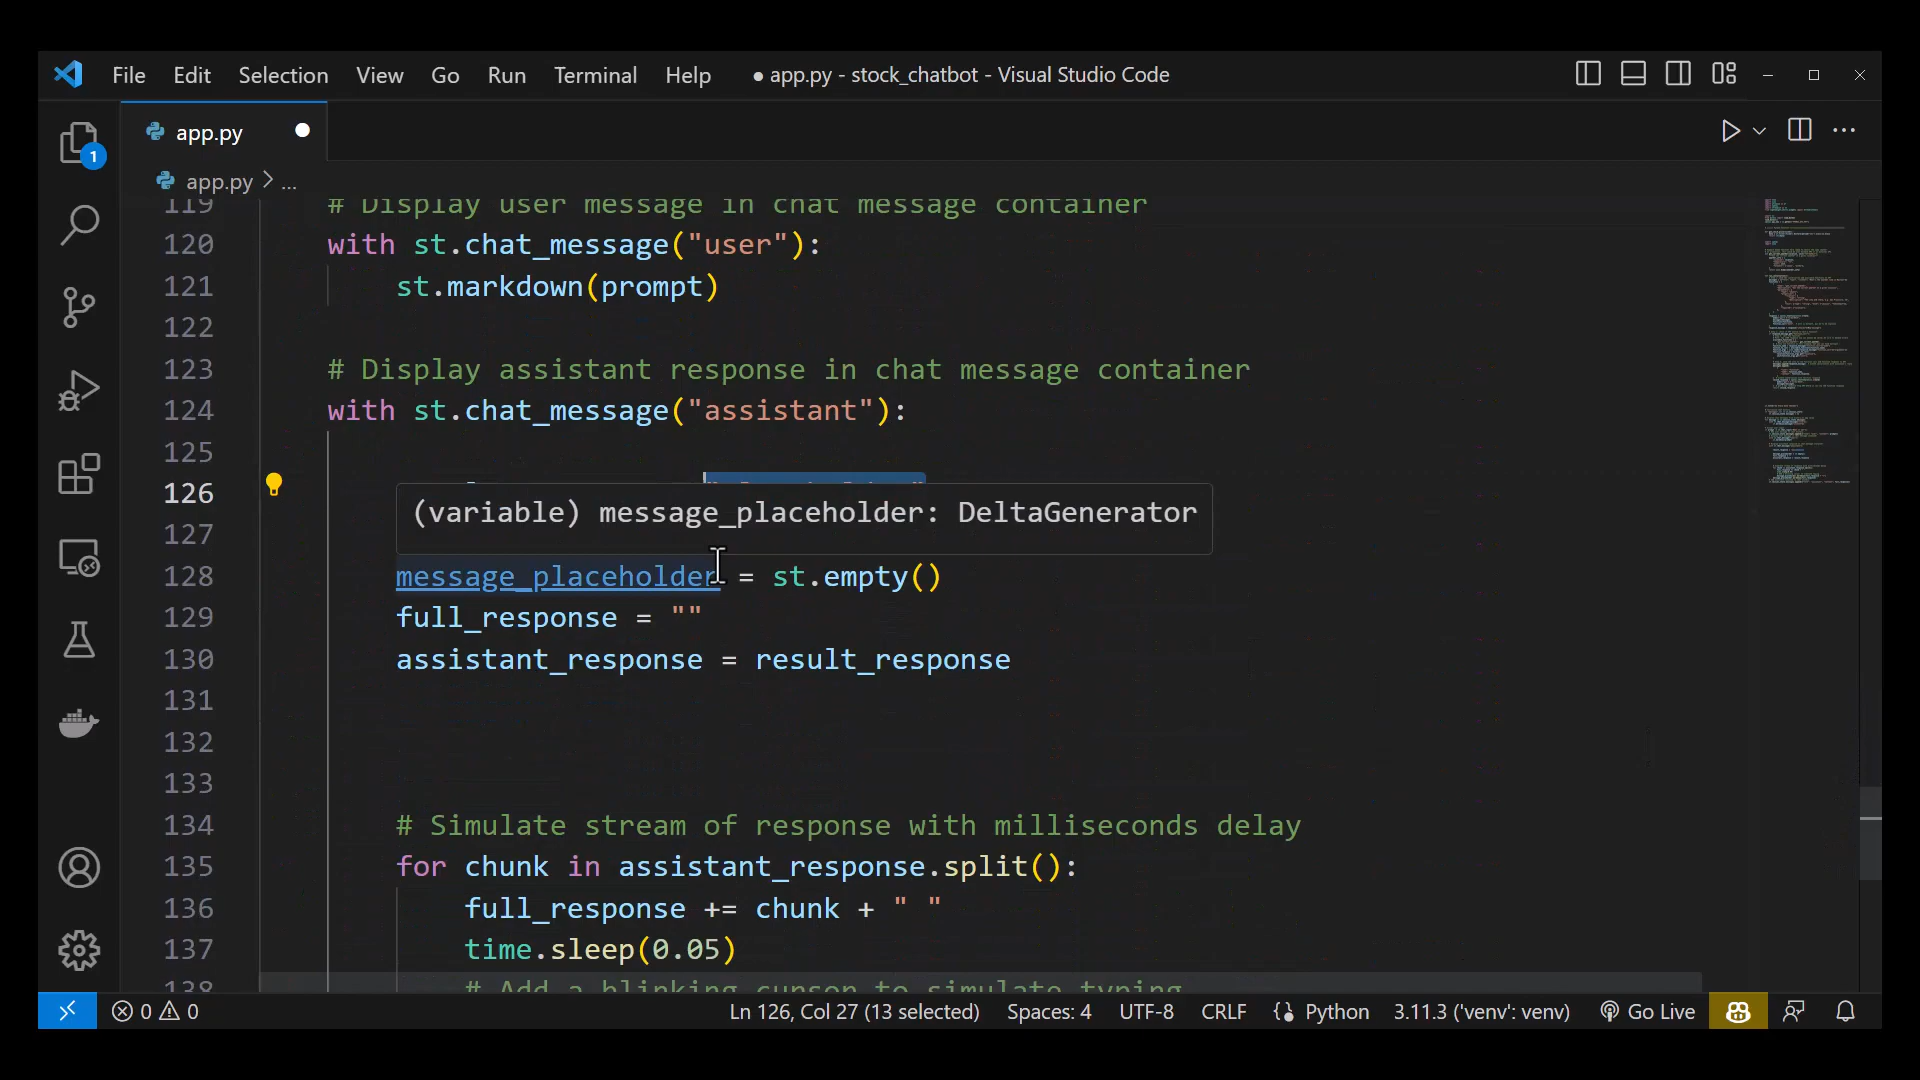 File Edit Selection View Go Run Terminal Help ● app.py - stock_chatbot - Visual Studio Code
app.py
1
app.py > ...
119 # Display user message in chat message container
120 with st.chat_message("user"):
121 st.markdown(prompt)
122
123 # Display assistant response in chat message container
124 with st.chat_message("assistant"):
125
126
(variable) message_placeholder: DeltaGenerator
127
128 message_placeholder = st.empty()
129 full_response = ""
130 assistant_response = result_response
131
132
133
134 # Simulate stream of response with milliseconds delay
135 for chunk in assistant_response.split():
136 full_response += chunk + " "
137 time.sleep(0.05)
138 # Add a blinking cursor to simulate typing
0 0 Ln 126, Col 27 (13 selected) Spaces: 4 UTF-8 CRLF Python 3.11.3 ('venv': venv) Go Live